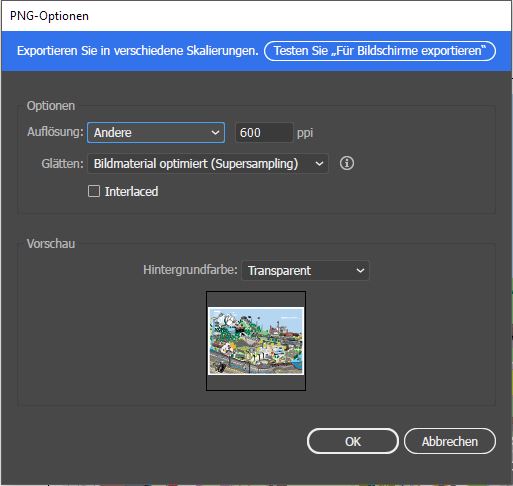 PNG-Optionen
Exportieren Sie in verschiedene Skalierungen. Testen Sie „Für Bildschirme exportieren“
Optionen
Auflösung: Andere 600 ppi
Glätten: Bildmaterial optimiert (Supersampling)
Interlaced
Vorschau
Hintergrundfarbe: Transparent
OK Abbrechen